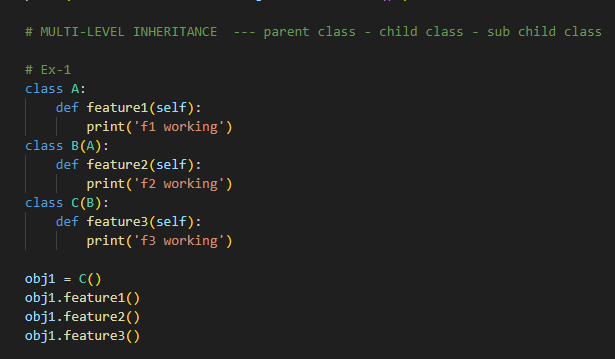 # MULTI-LEVEL INHERITANCE  --- parent class - child class - sub child class
# Ex-1
class A:
    def feature1(self):
        print('f1 working')
class B(A):
    def feature2(self):
        print('f2 working')
class C(B):
    def feature3(self):
        print('f3 working')
obj1 = C()
obj1.feature1()
obj1.feature2()
obj1.feature3()